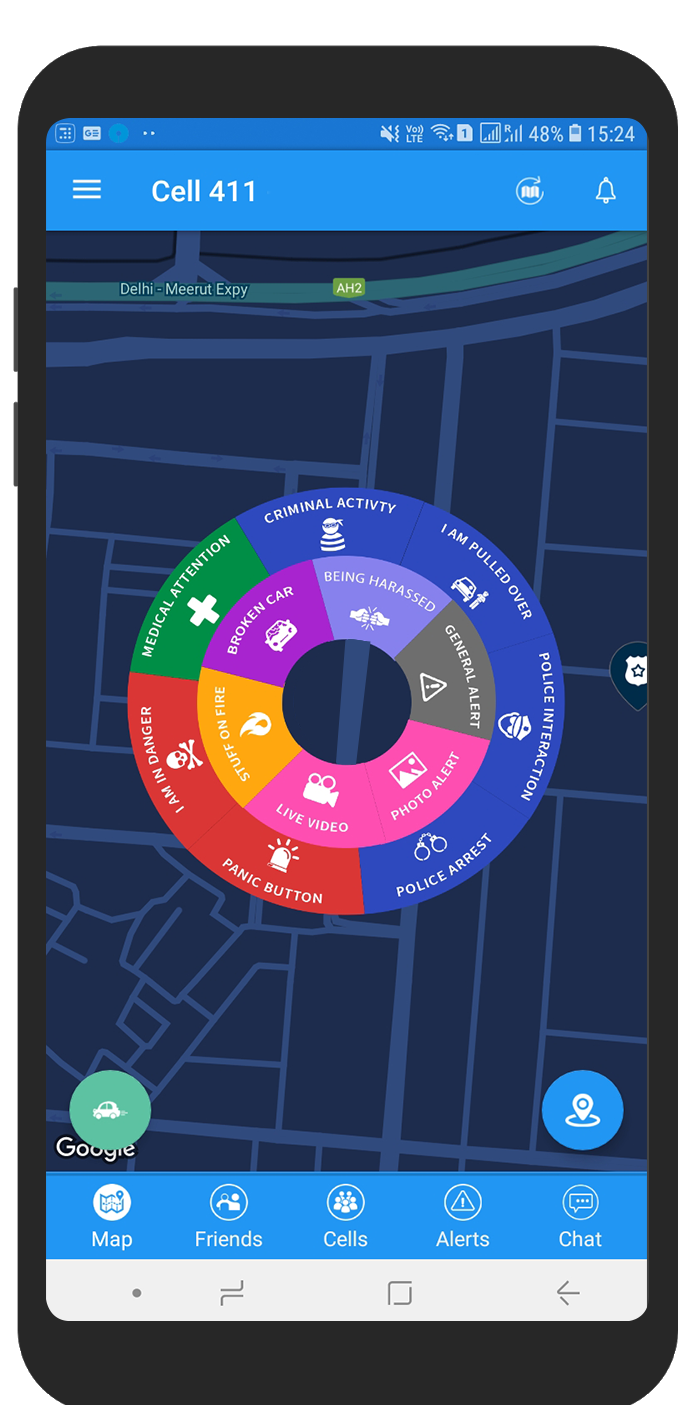 GE
Vo))
LTE
1
R
48%
15:24
Cell 411
Delhi - Meerut Expy
AH2
CRIMINAL ACTIVTY
I AM PULLED OVER
MEDICAL ATTENTION
BROKEN CAR
BEING HARASSED
GENERAL ALERT
POLICE INTERACTION
I AM IN DANGER
STUFF ON FIRE
LIVE VIDEO
PHOTO ALERT
PANIC BUTTON
POLICE ARREST
Google
Map
Friends
Cells
Alerts
Chat